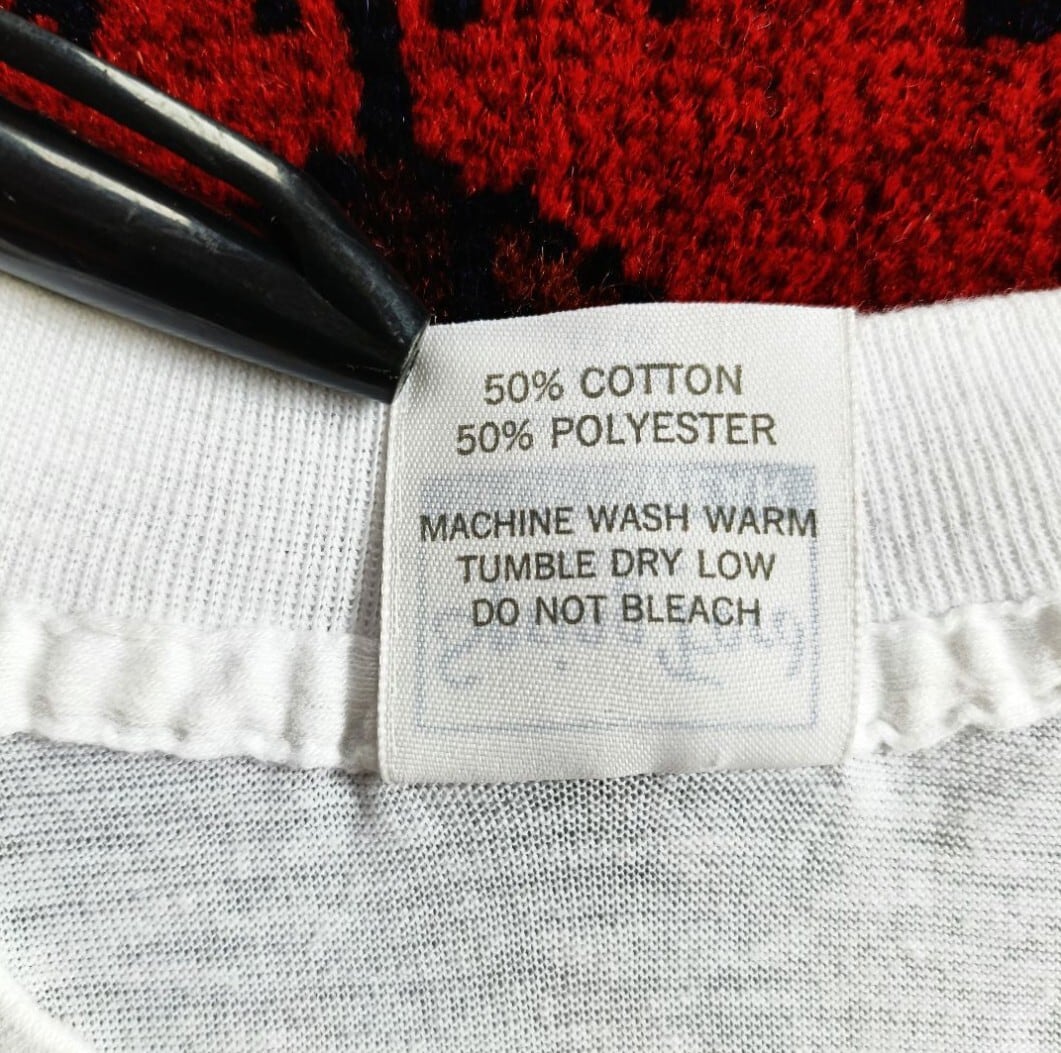 50% COTTON
50% POLYESTER
MACHINE WASH WARM
TUMBLE DRY LOW
DO NOT BLEACH